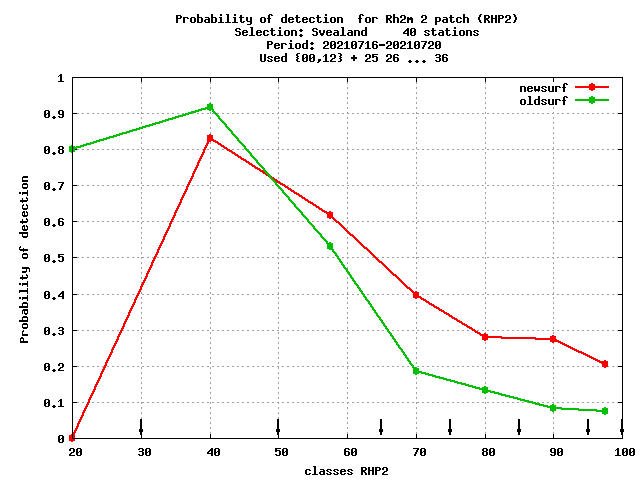 Probability of detection  for Rh2m 2 patch (RHP2)
Selection: Svealand     40 stations
Period: 20210716-20210720
Used {00,12} + 25 26 ... 36
newsurf
oldsurf
Probability of detection
1
0.9
0.8
0.7
0.6
0.5
0.4
0.3
0.2
0.1
0
20 30 40 50 60 70 80 90 100
classes RHP2